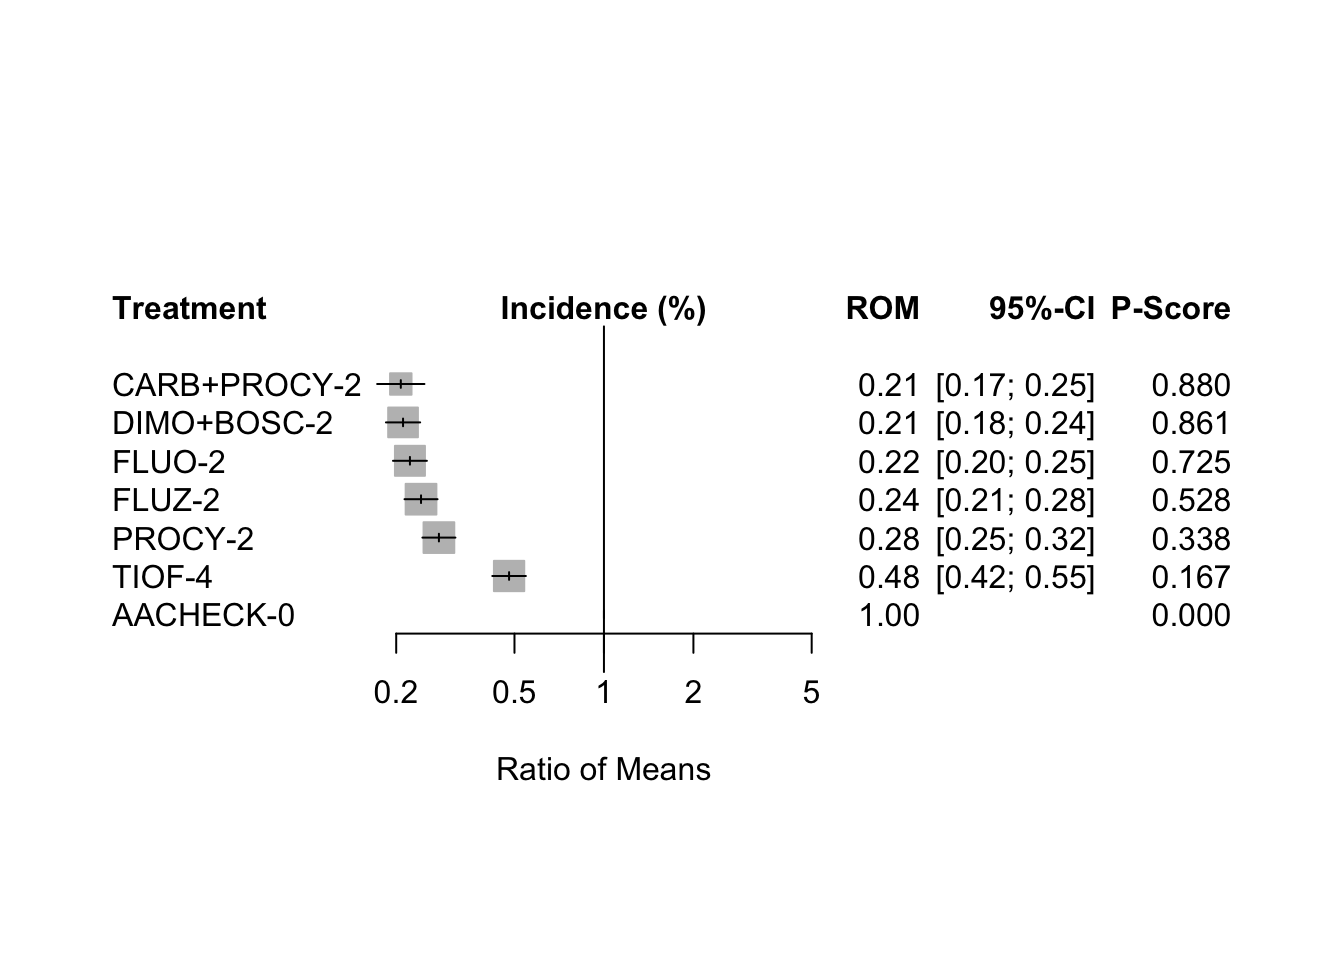 Treatment Incidence (%) ROM 95%-CI P-Score
CARB+PROCY-2 0.21 [0.17; 0.25] 0.880
DIMO+BOSC-2 0.21 [0.18; 0.24] 0.861
FLUO-2 0.22 [0.20; 0.25] 0.725
FLUZ-2 0.24 [0.21; 0.28] 0.528
PROCY-2 0.28 [0.25; 0.32] 0.338
TIOF-4 0.48 [0.42; 0.55] 0.167
AACHECK-0 1.00 0.000
0.2 0.5 1 2 5
Ratio of Means